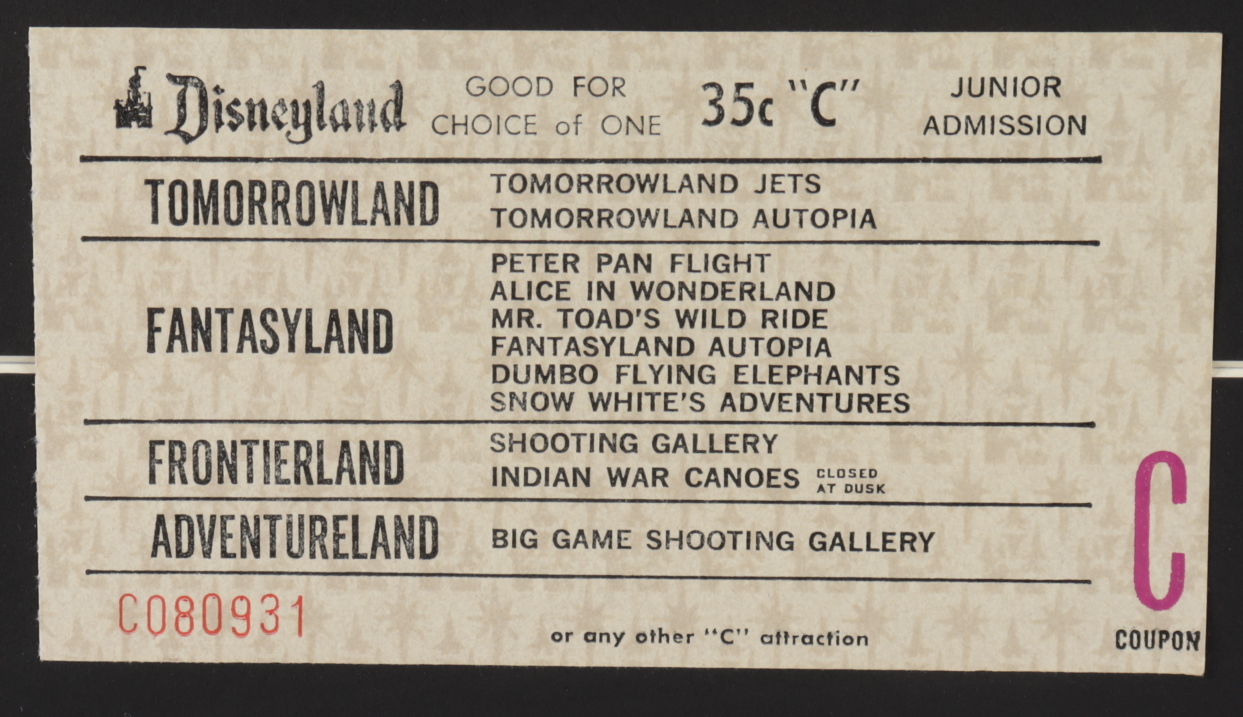 Disneyland
GOOD FOR
CHOICE of ONE
35c "C"
JUNIOR
ADMISSION
TOMORROWLAND
TOMORROWLAND JETS
TOMORROWLAND AUTOPIA
FANTASYLAND
PETER PAN FLIGHT
ALICE IN WONDERLAND
MR. TOAD'S WILD RIDE
FANTASYLAND AUTOPIA
DUMBO FLYING ELEPHANTS
SNOW WHITE'S ADVENTURES
FRONTIERLAND
SHOOTING GALLERY
INDIAN WAR CANOES CLOSED
AT DUSK
ADVENTURELAND
BIG GAME SHOOTING GALLERY
C080931
or any other "C" attraction
C
COUPON